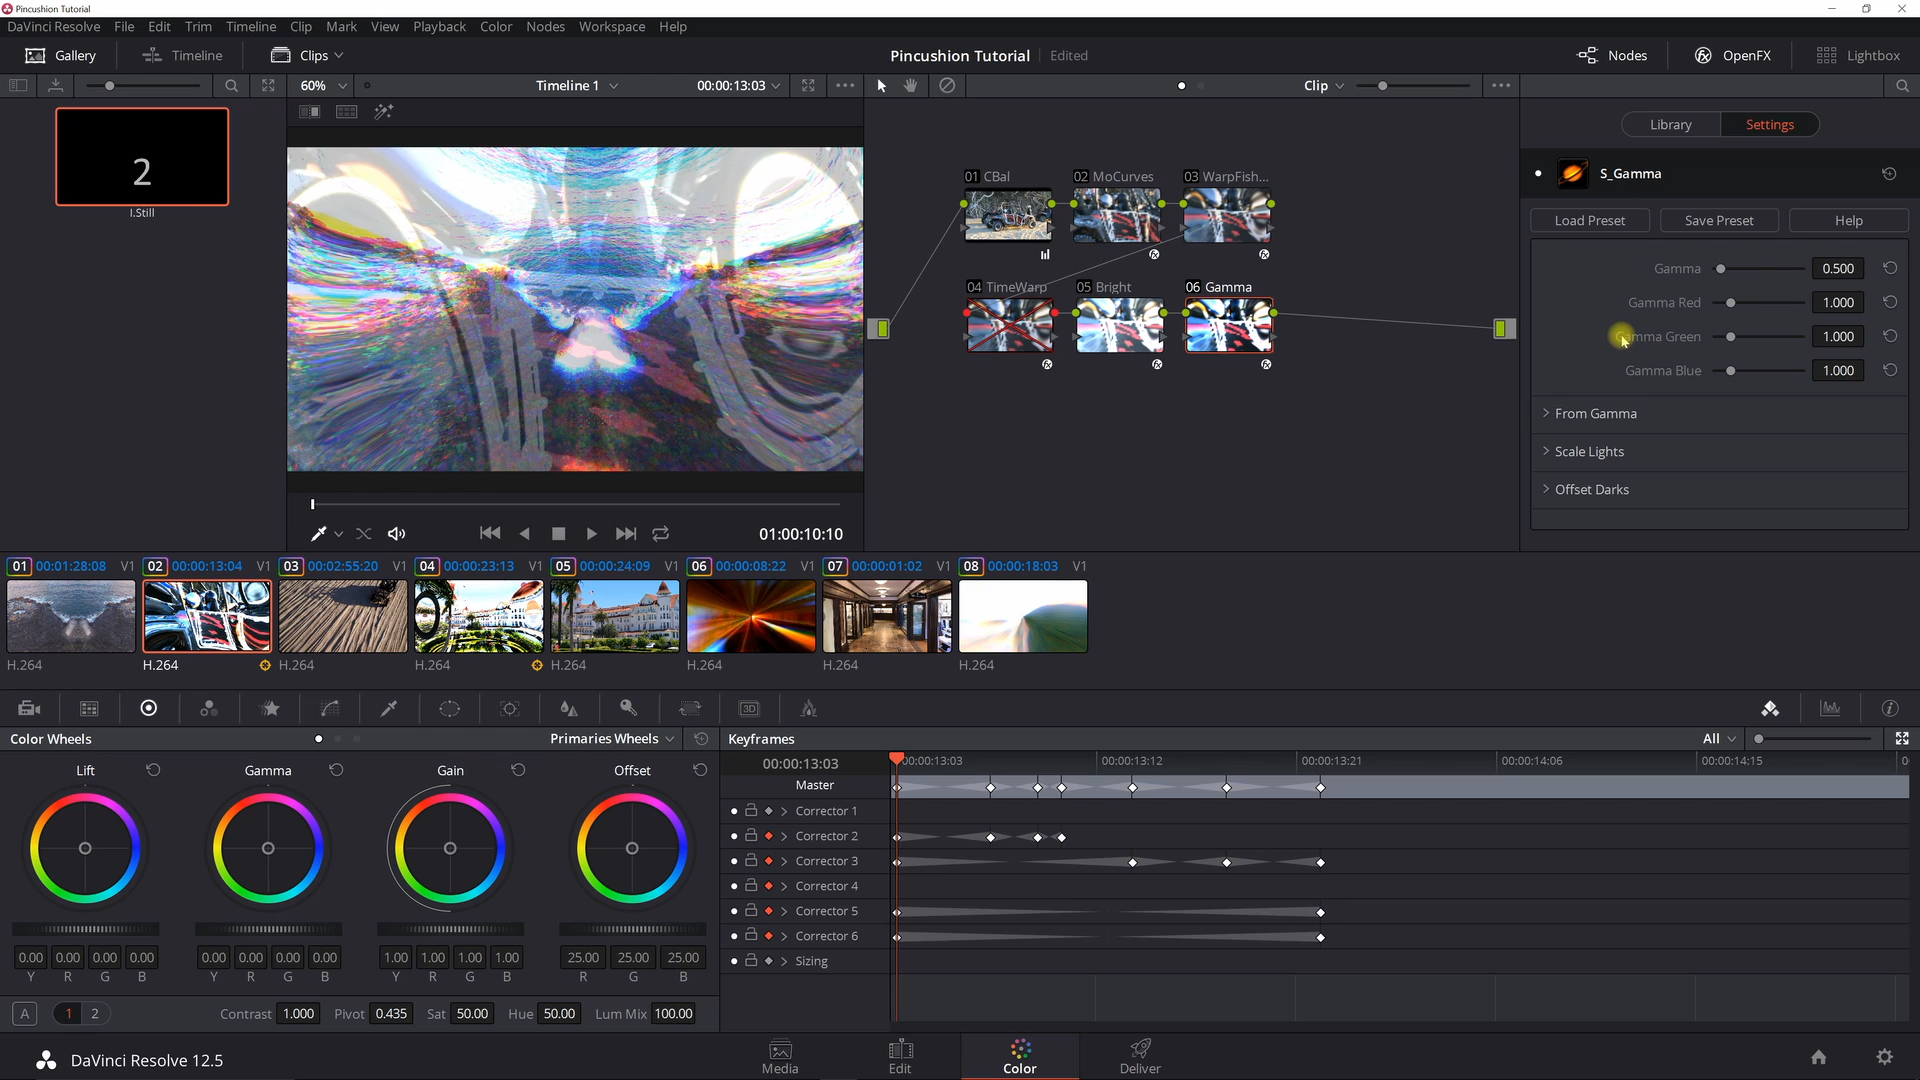 Pincushion Tutorial
DaVinci Resolve File Edit Trim Timeline Clip Mark View Playback Color Nodes Workspace Help
Gallery Timeline Clips Pincushion Tutorial Edited Nodes OpenFX Lightbox
60% Timeline 1 00:00:13:03 Clip
Library Settings
2
I.Still
S_Gamma
Load Preset Save Preset Help
Gamma 0.500
Gamma Red 1.000
Gamma Green 1.000
Gamma Blue 1.000
From Gamma
Scale Lights
Offset Darks
01 CBal 02 MoCurves 03 WarpFish...
04 TimeWarp 05 Bright 06 Gamma
01:00:10:10
01 00:01:28:08 V1 02 00:00:13:04 V1 03 00:02:55:20 V1 04 00:00:23:13 V1 05 00:00:24:09 V1 06 00:00:08:22 V1 07 00:00:01:02 V1 08 00:00:18:03 V1
H.264 H.264 H.264 H.264 H.264 H.264 H.264 H.264
3D
Color Wheels Primaries Wheels
Lift Gamma Gain Offset
0.00 0.00 0.00 0.00 0.00 0.00 0.00 0.00 1.00 1.00 1.00 1.00 25.00 25.00 25.00
Y R G B Y R G B Y R G B R G B
A 1 2 Contrast 1.000 Pivot 0.435 Sat 50.00 Hue 50.00 Lum Mix 100.00
Keyframes All
00:00:13:03 00:00:13:03 00:00:13:12 00:00:13:21 00:00:14:06 00:00:14:15 0
Master
Corrector 1
Corrector 2
Corrector 3
Corrector 4
Corrector 5
Corrector 6
Sizing
DaVinci Resolve 12.5 Media Edit Color Deliver